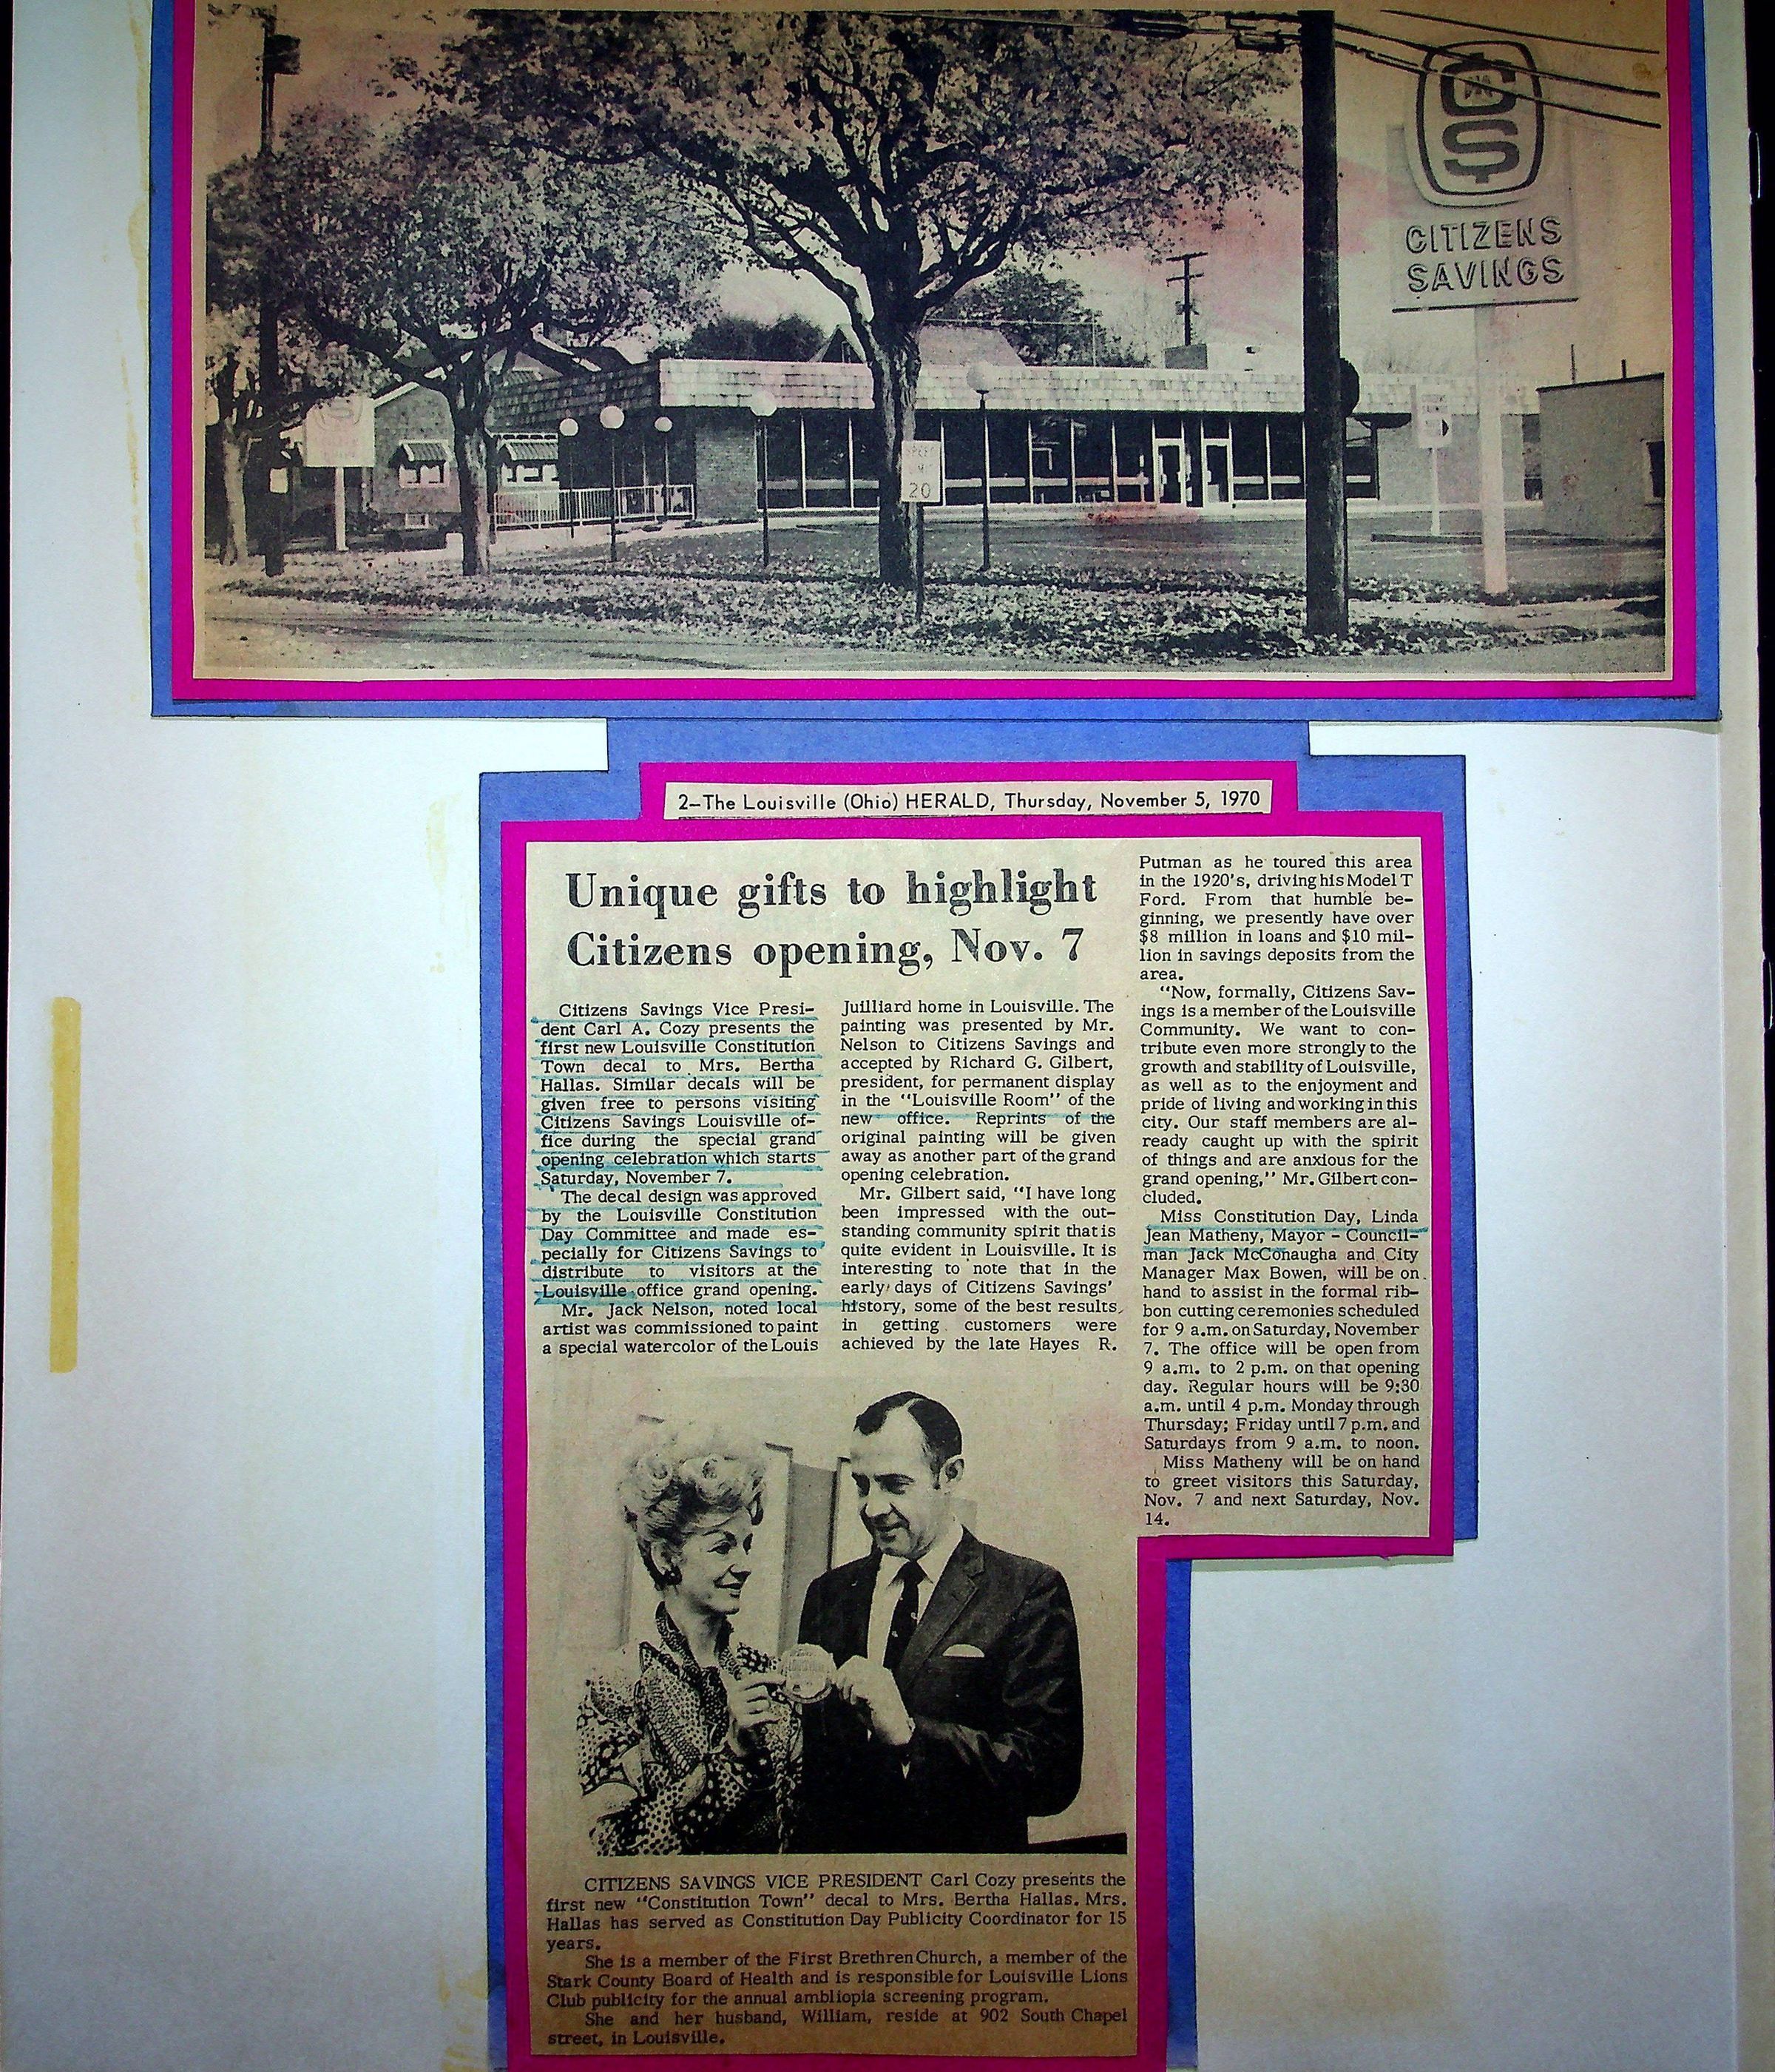 CS
CITIZENS
SAVINGS
SPEED
LIMIT
20
2—The Louisville (Ohio) HERALD, Thursday, November 5, 1970
Unique gifts to highlight
Citizens opening, Nov. 7
Citizens Savings Vice Presi-
dent Carl A. Cozy presents the
first new Louisville Constitution
Town decal to Mrs. Bertha
Hallas. Similar decals will be
given free to persons visiting
Citizens Savings Louisville of-
fice during the special grand
opening celebration which starts
Saturday, November 7.
The decal design was approved
by the Louisville Constitution
Day Committee and made es-
pecially for Citizens Savings to
distribute to visitors at the
Louisville office grand opening.
Mr. Jack Nelson, noted local
artist was commissioned to paint
a special watercolor of the Louis
Juilliard home in Louisville. The
painting was presented by Mr.
Nelson to Citizens Savings and
accepted by Richard G. Gilbert,
president, for permanent display
in the "Louisville Room" of the
new office. Reprints of the
original painting will be given
away as another part of the grand
opening celebration.
Mr. Gilbert said, "I have long
been impressed with the out-
standing community spirit that is
quite evident in Louisville. It is
interesting to note that in the
early days of Citizens Savings'
history, some of the best results
in getting customers were
achieved by the late Hayes R.
Putman as he toured this area
in the 1920's, driving his Model T
Ford. From that humble be-
ginning, we presently have over
$8 million in loans and $10 mil-
lion in savings deposits from the
area.
"Now, formally, Citizens Sav-
ings is a member of the Louisville
Community. We want to con-
tribute even more strongly to the
growth and stability of Louisville,
as well as to the enjoyment and
pride of living and working in this
city. Our staff members are al-
ready caught up with the spirit
of things and are anxious for the
grand opening," Mr. Gilbert con-
cluded.
Miss Constitution Day, Linda
Jean Matheny, Mayor - Council-
man Jack McConaugha and City
Manager Max Bowen, will be on
hand to assist in the formal rib-
bon cutting ceremonies scheduled
for 9 a.m. on Saturday, November
7. The office will be open from
9 a.m. to 2 p.m. on that opening
day. Regular hours will be 9:30
a.m. until 4 p.m. Monday through
Thursday; Friday until 7 p.m. and
Saturdays from 9 a.m. to noon.
Miss Matheny will be on hand
to greet visitors this Saturday,
Nov. 7 and next Saturday, Nov.
14.
CITIZENS SAVINGS VICE PRESIDENT Carl Cozy presents the
first new "Constitution Town" decal to Mrs. Bertha Hallas. Mrs.
Hallas has served as Constitution Day Publicity Coordinator for 15
years.
She is a member of the First Brethren Church, a member of the
Stark County Board of Health and is responsible for Louisville Lions
Club publicity for the annual ambliopia screening program.
She and her husband, William, reside at 902 South Chapel
street, in Louisville.